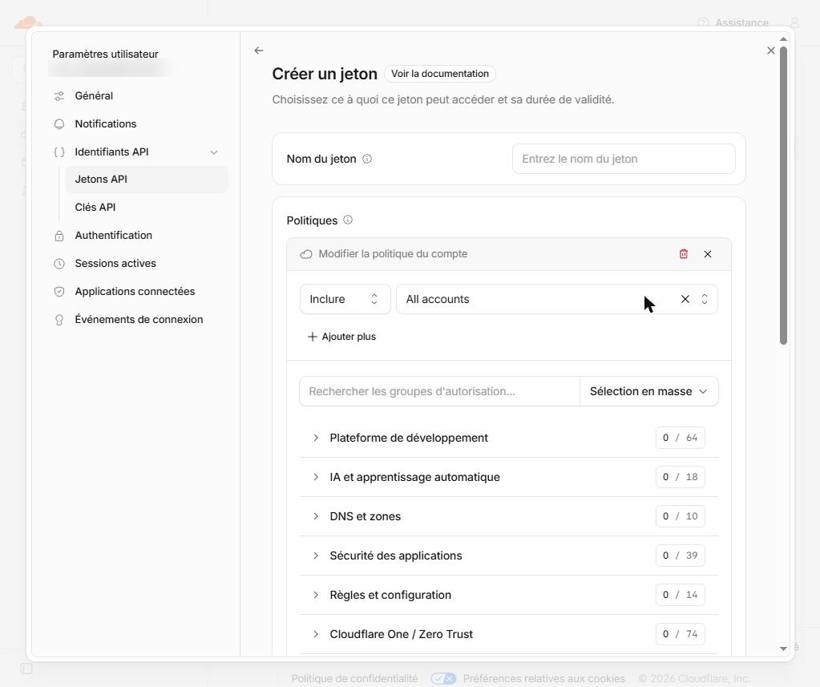 Assistance
Paramètres utilisateur
Général
Notifications
Identifiants API
Jetons API
Clés API
Authentification
Sessions actives
Applications connectées
Événements de connexion
Créer un jeton
Voir la documentation
Choisissez ce à quoi ce jeton peut accéder et sa durée de validité.
Nom du jeton
Entrez le nom du jeton
Politiques
Modifier la politique du compte
Inclure
All accounts
Ajouter plus
Rechercher les groupes d'autorisation...
Sélection en masse
Plateforme de développement 0 / 64
IA et apprentissage automatique 0 / 18
DNS et zones 0 / 10
Sécurité des applications 0 / 39
Règles et configuration 0 / 14
Cloudflare One / Zero Trust 0 / 74
Politique de confidentialité
Préférences relatives aux cookies
© 2026 Cloudflare, Inc.